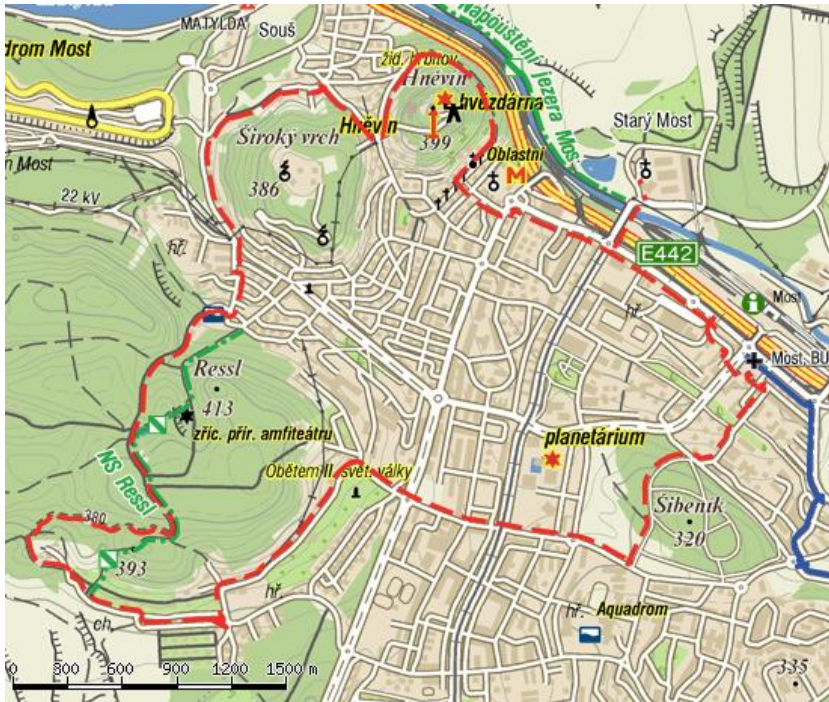 MATYLDA
Souš
drom Most
Napouštění jezera Most
žid. hřbitov
Hněvín
hvězdárna
Hněvín
399
Široký vrch
386
Oblastní
M
Starý Most
n Most
22 kV
hř.
E442
i
Most
hř.
Most, BU
Ressl
413
zříc. přír. amfiteátru
NS Ressl
planetárium
Obětem II. svět. války
Šibeník
320
380
393
hř.
hř.
Aquadrom
ch.
335
0 300 600 900 1200 1500 m